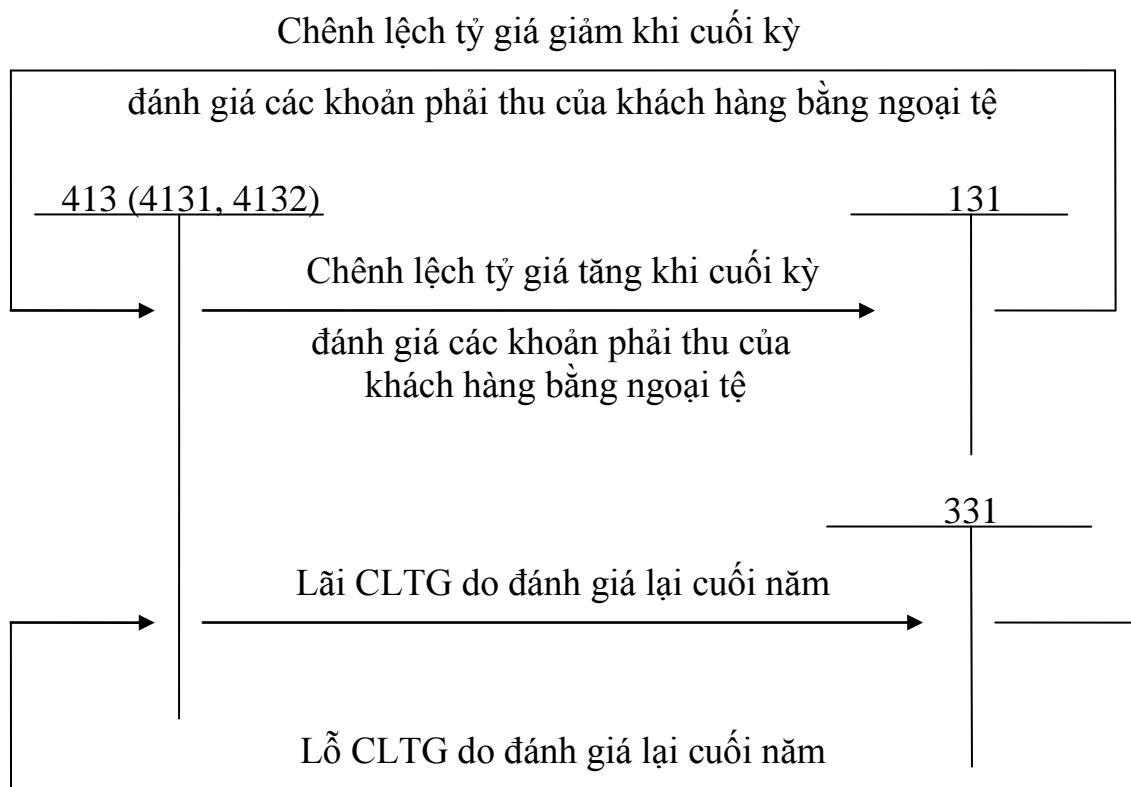 Chênh lệch tỷ giá giảm khi cuối kỳ
đánh giá các khoản phải thu của khách hàng bằng ngoại tệ
413 (4131, 4132)
131
Chênh lệch tỷ giá tăng khi cuối kỳ
đánh giá các khoản phải thu của
khách hàng bằng ngoại tệ
331
Lãi CLTG do đánh giá lại cuối năm
Lỗ CLTG do đánh giá lại cuối năm